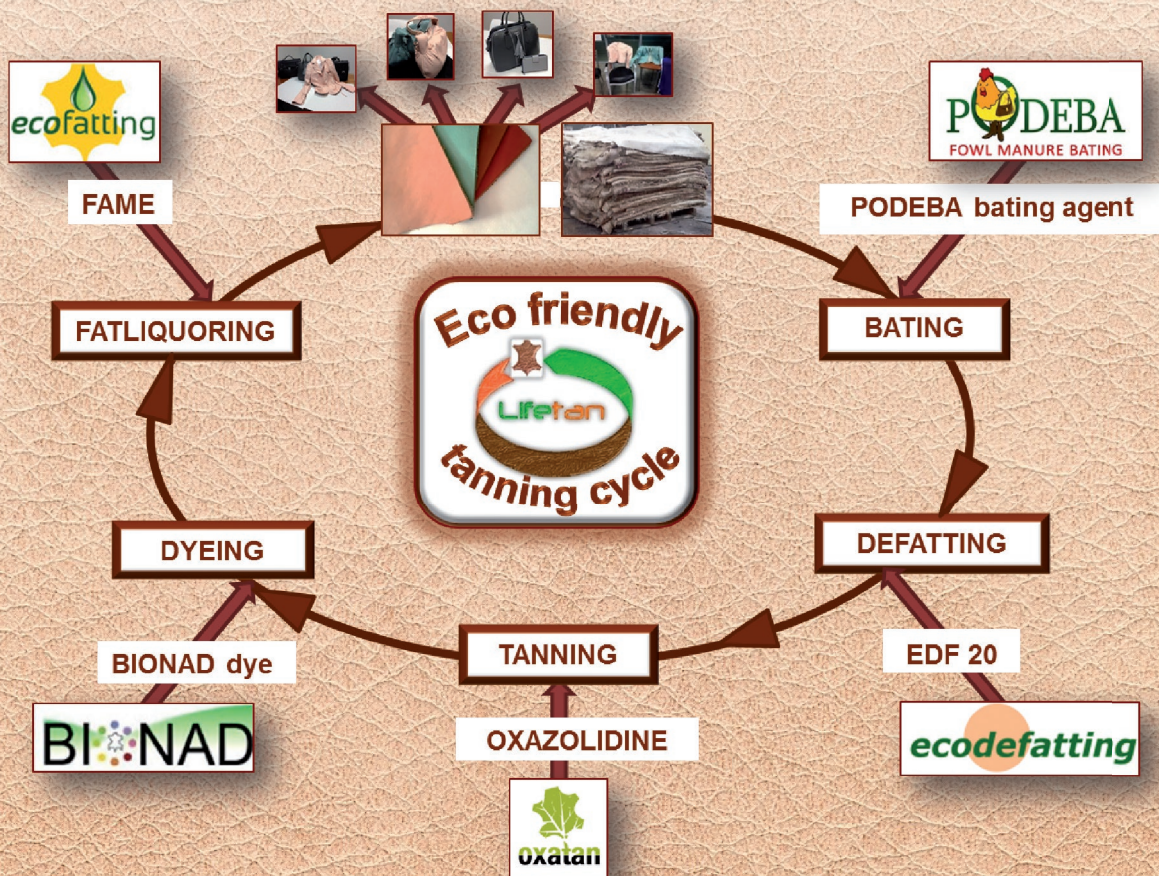 ecofatting
FAME
PODEBA
FOWL MANURE BATING
PODEBA bating agent
FATLIQUORING
BATING
Eco friendly
Lifetan
tanning cycle
DYEING
DEFATTING
TANNING
BIONAD dye
EDF 20
BIONAD
OXAZOLIDINE
ecodefatting
oxatan